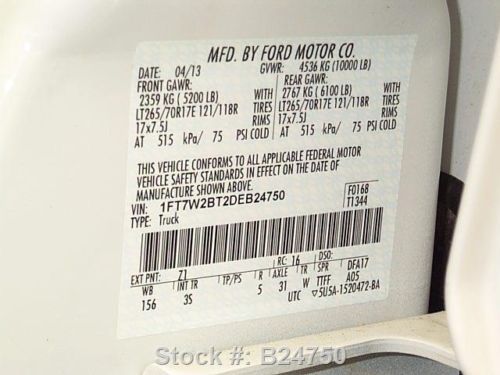 MFD. BY FORD MOTOR CO.
DATE: 04/13 GVWR: 4536 KG (10000 LB)
FRONT GAWR: REAR GAWR:
2359 KG ( 5200 LB) WITH 2767 KG ( 6100 LB) WITH
LT265/70R17E 121/118R TIRES LT265/70R17E 121/118R TIRES
17x7.5J RIMS 17x7.5J RIMS
AT 515 kPa/ 75 PSI COLD AT 515 kPa/ 75 PSI COLD
THIS VEHICLE CONFORMS TO ALL APPLICABLE FEDERAL MOTOR
VEHICLE SAFETY STANDARDS IN EFFECT ON THE DATE OF
MANUFACTURE SHOWN ABOVE.
VIN: 1FT7W2BT2DEB24750 F0168
TYPE: Truck T1344
EXT PNT: Z1 RC: 16 DSO:
WB INT TR TP/PS R AXLE TR SPR DFA17
156 3S 5 31 W TTFF A05
UTC ▽5U5A-1520472-BA
Stock #: B24750